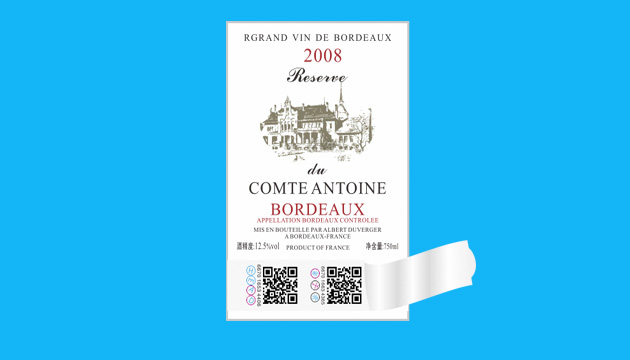 RGRAND VIN DE BORDEAUX
2008
Reserve
du
COMTE ANTOINE
BORDEAUX
APPELLATION BORDEAUX CONTROLEE
MIS EN BOUTEILLE PAR ALBERT DUVERGER
A BORDEAUX-FRANCE
酒精度:12.5%vol PRODUCT OF FRANCE 净含量:750ml